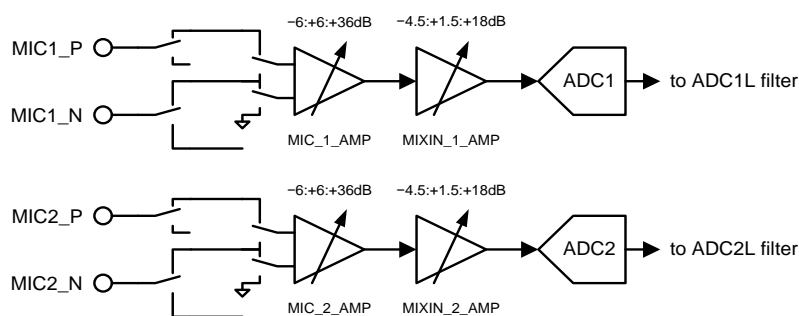 −6:+6:+36dB
−4.5:+1.5:+18dB
MIC1_P
ADC1
to ADC1L filter
MIC1_N
MIC_1_AMP
MIXIN_1_AMP
−6:+6:+36dB
−4.5:+1.5:+18dB
MIC2_P
ADC2
to ADC2L filter
MIC2_N
MIC_2_AMP
MIXIN_2_AMP